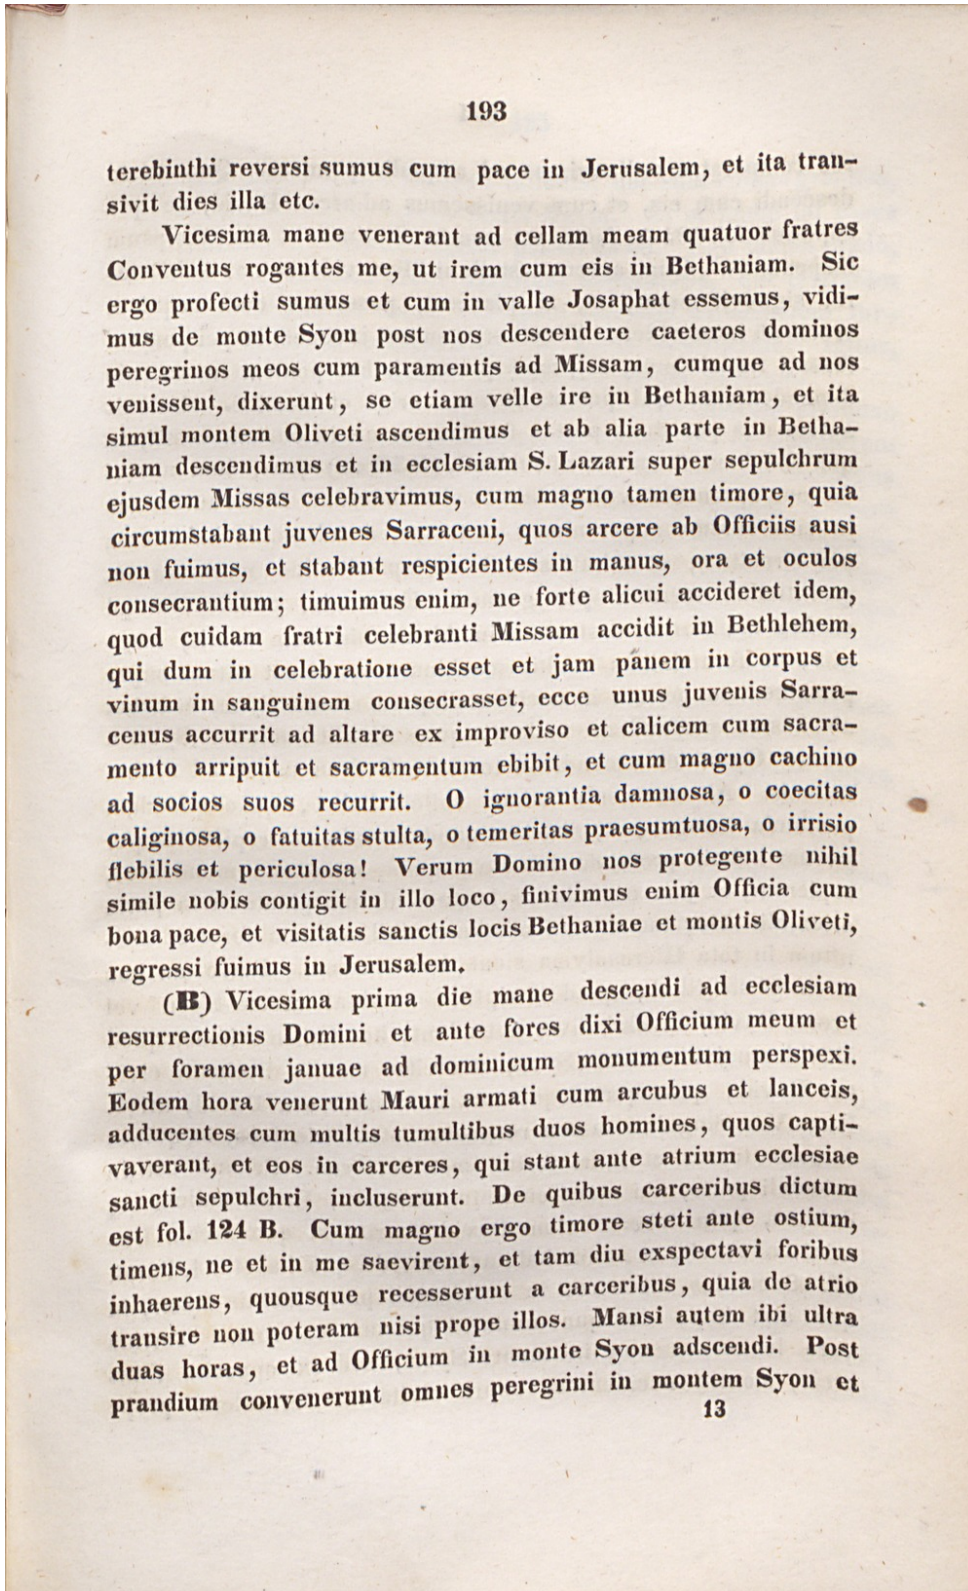 193
terebinthi reversi sumus cum pace in Jerusalem, et ita tran-
sivit dies illa etc.
Vicesima mane venerant ad cellam meam quatuor fratres
Conventus rogantes me, ut irem cum eis in Bethaniam. Sic
ergo profecti sumus et cum in valle Josaphat essemus, vidi-
mus de monte Syon post nos descendere caeteros dominos
peregrinos meos cum paramentis ad Missam, cumque ad nos
venissent, dixerunt, se etiam velle ire in Bethaniam, et ita
simul montem Oliveti ascendimus et ab alia parte in Betha-
niam descendimus et in ecclesiam S. Lazari super sepulchrum
ejusdem Missas celebravimus, cum magno tamen timore, quia
circumstabant juvenes Sarraceni, quos arcere ab Officiis ausi
non fuimus, et stabant respicientes in manus, ora et oculos
consecrantium; timuimus enim, ne forte alicui accideret idem,
quod cuidam fratri celebranti Missam accidit in Bethlehem,
qui dum in celebratione esset et jam panem in corpus et
vinum in sanguinem consecrasset, ecce unus juvenis Sarra-
cenus accurrit ad altare ex improviso et calicem cum sacra-
mento arripuit et sacramentum ebibit, et cum magno cachino
ad socios suos recurrit. O ignorantia damnosa, o coecitas
caliginosa, o fatuitas stulta, o temeritas praesumtuosa, o irrisio
flebilis et periculosa! Verum Domino nos protegente nihil
simile nobis contigit in illo loco, finivimus enim Officia cum
bona pace, et visitatis sanctis locis Bethaniae et montis Oliveti,
regressi fuimus in Jerusalem.
(B) Vicesima prima die mane descendi ad ecclesiam
resurrectionis Domini et ante fores dixi Officium meum et
per foramen januae ad dominicum monumentum perspexi.
Eodem hora venerunt Mauri armati cum arcubus et lanceis,
adducentes cum multis tumultibus duos homines, quos capti-
vaverant, et eos in carceres, qui stant ante atrium ecclesiae
sancti sepulchri, incluserunt. De quibus carceribus dictum
est fol. 124 B. Cum magno ergo timore steti ante ostium,
timens, ne et in me saevirent, et tam diu exspectavi foribus
inhaerens, quousque recesserunt a carceribus, quia de atrio
transire non poteram nisi prope illos. Mansi autem ibi ultra
duas horas, et ad Officium in monte Syon adscendi. Post
prandium convenerunt omnes peregrini in montem Syon et
13